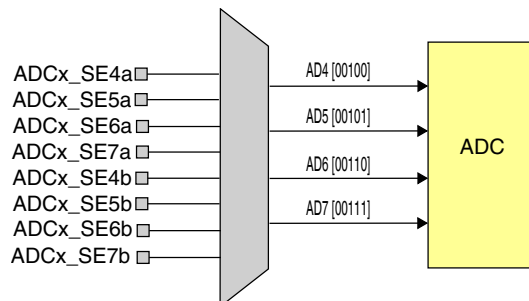 ADCx_SE4a
ADCx_SE5a
ADCx_SE6a
ADCx_SE7a
ADCx_SE4b
ADCx_SE5b
ADCx_SE6b
ADCx_SE7b
AD4 [00100]
AD5 [00101]
AD6 [00110]
AD7 [00111]
ADC